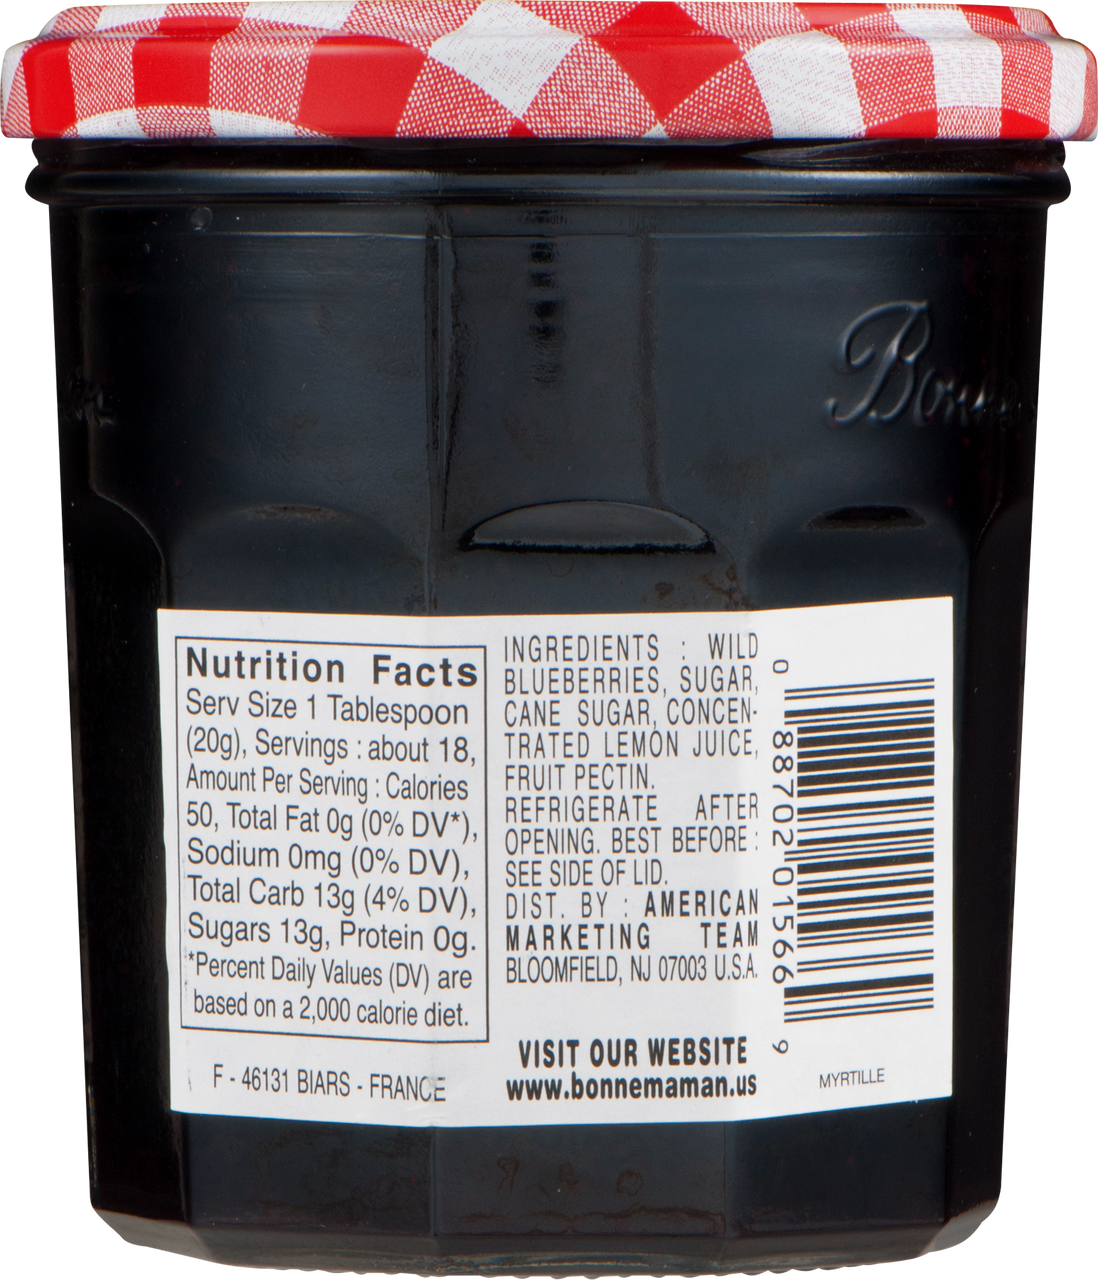 Bonne
Nutrition Facts
Serv Size 1 Tablespoon
(20g), Servings : about 18,
Amount Per Serving : Calories
50, Total Fat 0g (0% DV*),
Sodium 0mg (0% DV),
Total Carb 13g (4% DV),
Sugars 13g, Protein 0g.
*Percent Daily Values (DV) are
based on a 2,000 calorie diet.
F - 46131 BIARS - FRANCE
INGREDIENTS : WILD
BLUEBERRIES, SUGAR,
CANE SUGAR, CONCEN-
TRATED LEMON JUICE,
FRUIT PECTIN.
REFRIGERATE AFTER
OPENING. BEST BEFORE :
SEE SIDE OF LID.
DIST. BY : AMERICAN
MARKETING TEAM
BLOOMFIELD, NJ 07003 U.S.A.
VISIT OUR WEBSITE
www.bonnemaman.us
0 88702 01566 9
MYRTILLE